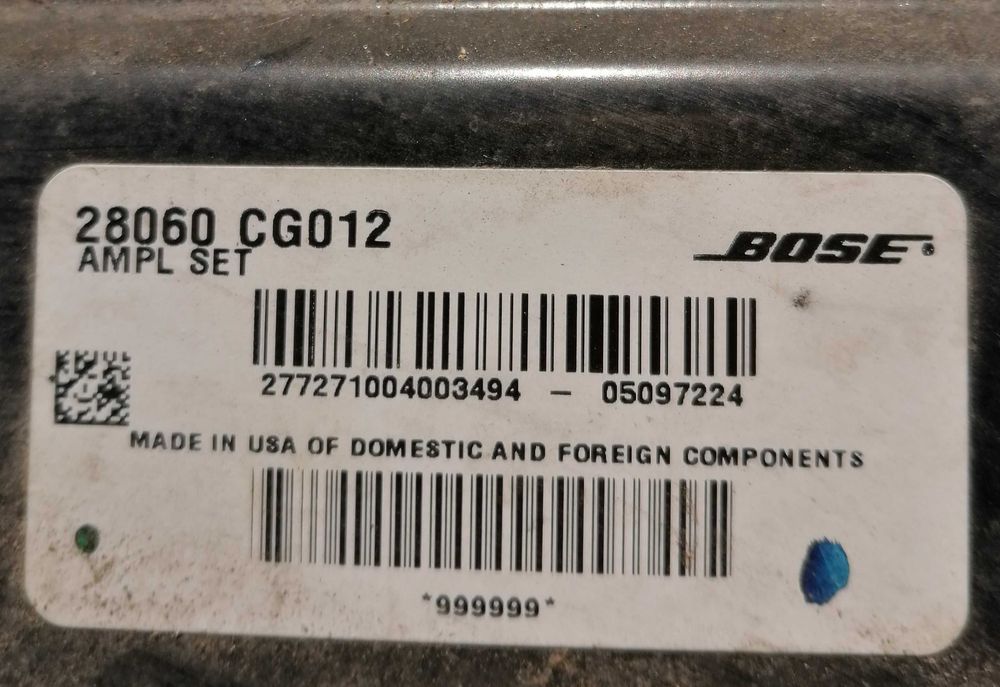 28060 CG012
AMPL SET
BOSE
277271004003494 – 05097224
MADE IN USA OF DOMESTIC AND FOREIGN COMPONENTS
*999999*